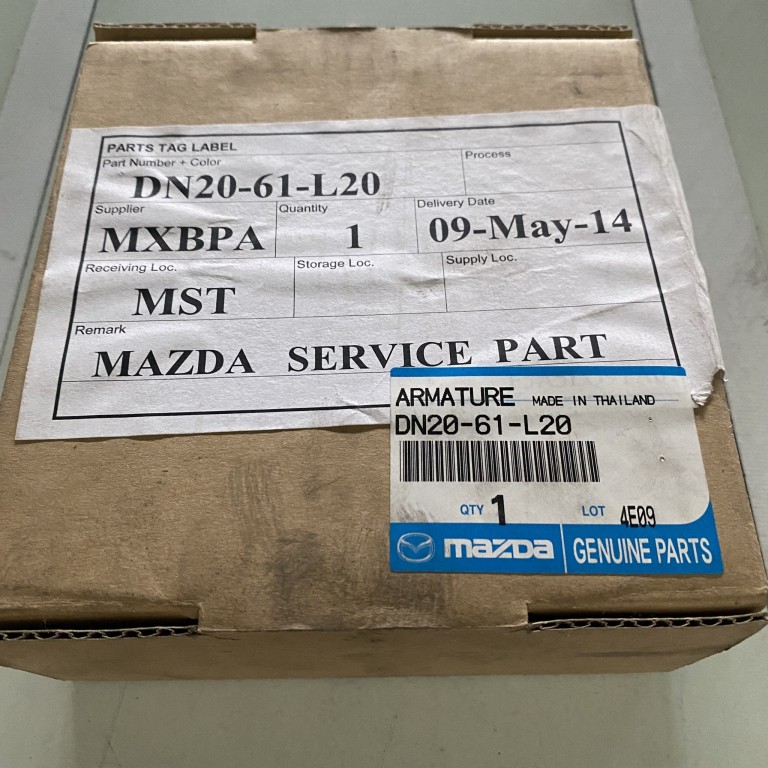 PARTS TAG LABEL
Part Number + Color
Process
DN20-61-L20
Supplier
Quantity
Delivery Date
MXBPA
1
09-May-14
Receiving Loc.
Storage Loc.
Supply Loc.
MST
Remark
MAZDA SERVICE PART
ARMATURE MADE IN THAILAND
DN20-61-L20
QTY 1 LOT 4E09
mazda GENUINE PARTS